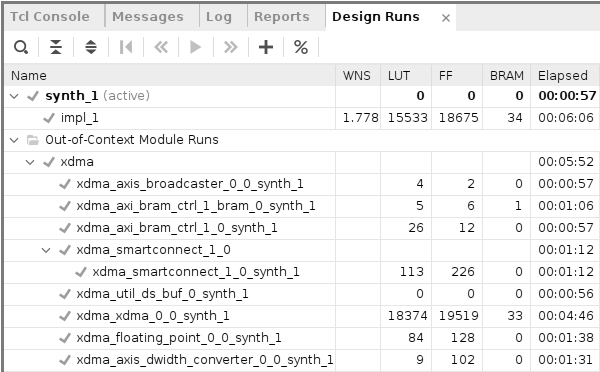 Tcl Console Messages Log Reports Design Runs ×
Name WNS LUT FF BRAM Elapsed
synth_1 (active) 0 0 0 00:00:57
impl_1 1.778 15533 18675 34 00:06:06
Out-of-Context Module Runs
xdma 00:05:52
xdma_axis_broadcaster_0_0_synth_1 4 2 0 00:00:57
xdma_axi_bram_ctrl_1_bram_0_synth_1 5 6 1 00:01:06
xdma_axi_bram_ctrl_1_0_synth_1 26 12 0 00:00:57
xdma_smartconnect_1_0 00:01:12
xdma_smartconnect_1_0_synth_1 113 226 0 00:01:12
xdma_util_ds_buf_0_synth_1 0 0 0 00:00:56
xdma_xdma_0_0_synth_1 18374 19519 33 00:04:46
xdma_floating_point_0_0_synth_1 84 128 0 00:01:38
xdma_axis_dwidth_converter_0_0_synth_1 9 102 0 00:01:31